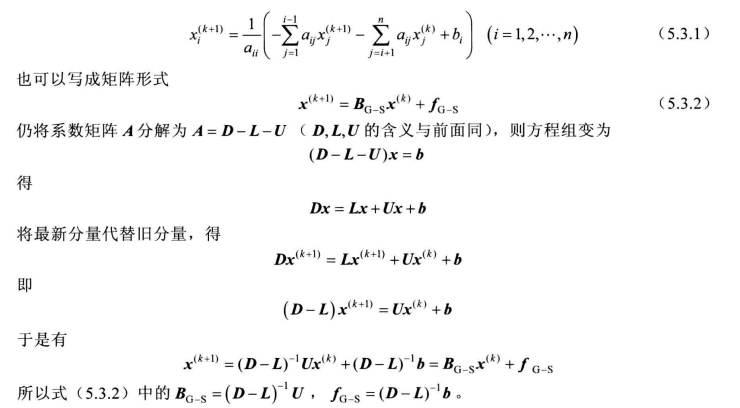 $x_i^{(k+1)} = \frac{1}{a_{ii}}\left(-\sum_{j=1}^{i-1} a_{ij}x_j^{(k+1)} - \sum_{j=i+1}^{n} a_{ij}x_j^{(k)} + b_i\right) \quad (i=1,2,\cdots,n)$ (5.3.1)
也可以写成矩阵形式
$\boldsymbol{x}^{(k+1)} = \boldsymbol{B}_{\text{G-S}}\boldsymbol{x}^{(k)} + \boldsymbol{f}_{\text{G-S}}$ (5.3.2)
仍将系数矩阵 $\boldsymbol{A}$ 分解为 $\boldsymbol{A}=\boldsymbol{D}-\boldsymbol{L}-\boldsymbol{U}$（$\boldsymbol{D},\boldsymbol{L},\boldsymbol{U}$ 的含义与前面同），则方程组变为
$(\boldsymbol{D}-\boldsymbol{L}-\boldsymbol{U})\boldsymbol{x}=\boldsymbol{b}$
得
$\boldsymbol{D}\boldsymbol{x}=\boldsymbol{L}\boldsymbol{x}+\boldsymbol{U}\boldsymbol{x}+\boldsymbol{b}$
将最新分量代替旧分量，得
$\boldsymbol{D}\boldsymbol{x}^{(k+1)}=\boldsymbol{L}\boldsymbol{x}^{(k+1)}+\boldsymbol{U}\boldsymbol{x}^{(k)}+\boldsymbol{b}$
即
$(\boldsymbol{D}-\boldsymbol{L})\boldsymbol{x}^{(k+1)}=\boldsymbol{U}\boldsymbol{x}^{(k)}+\boldsymbol{b}$
于是有
$\boldsymbol{x}^{(k+1)}=(\boldsymbol{D}-\boldsymbol{L})^{-1}\boldsymbol{U}\boldsymbol{x}^{(k)}+(\boldsymbol{D}-\boldsymbol{L})^{-1}\boldsymbol{b}=\boldsymbol{B}_{\text{G-S}}\boldsymbol{x}^{(k)}+\boldsymbol{f}_{\text{G-S}}$
所以式（5.3.2）中的 $\boldsymbol{B}_{\text{G-S}}=(\boldsymbol{D}-\boldsymbol{L})^{-1}\boldsymbol{U}$，$\boldsymbol{f}_{\text{G-S}}=(\boldsymbol{D}-\boldsymbol{L})^{-1}\boldsymbol{b}$。